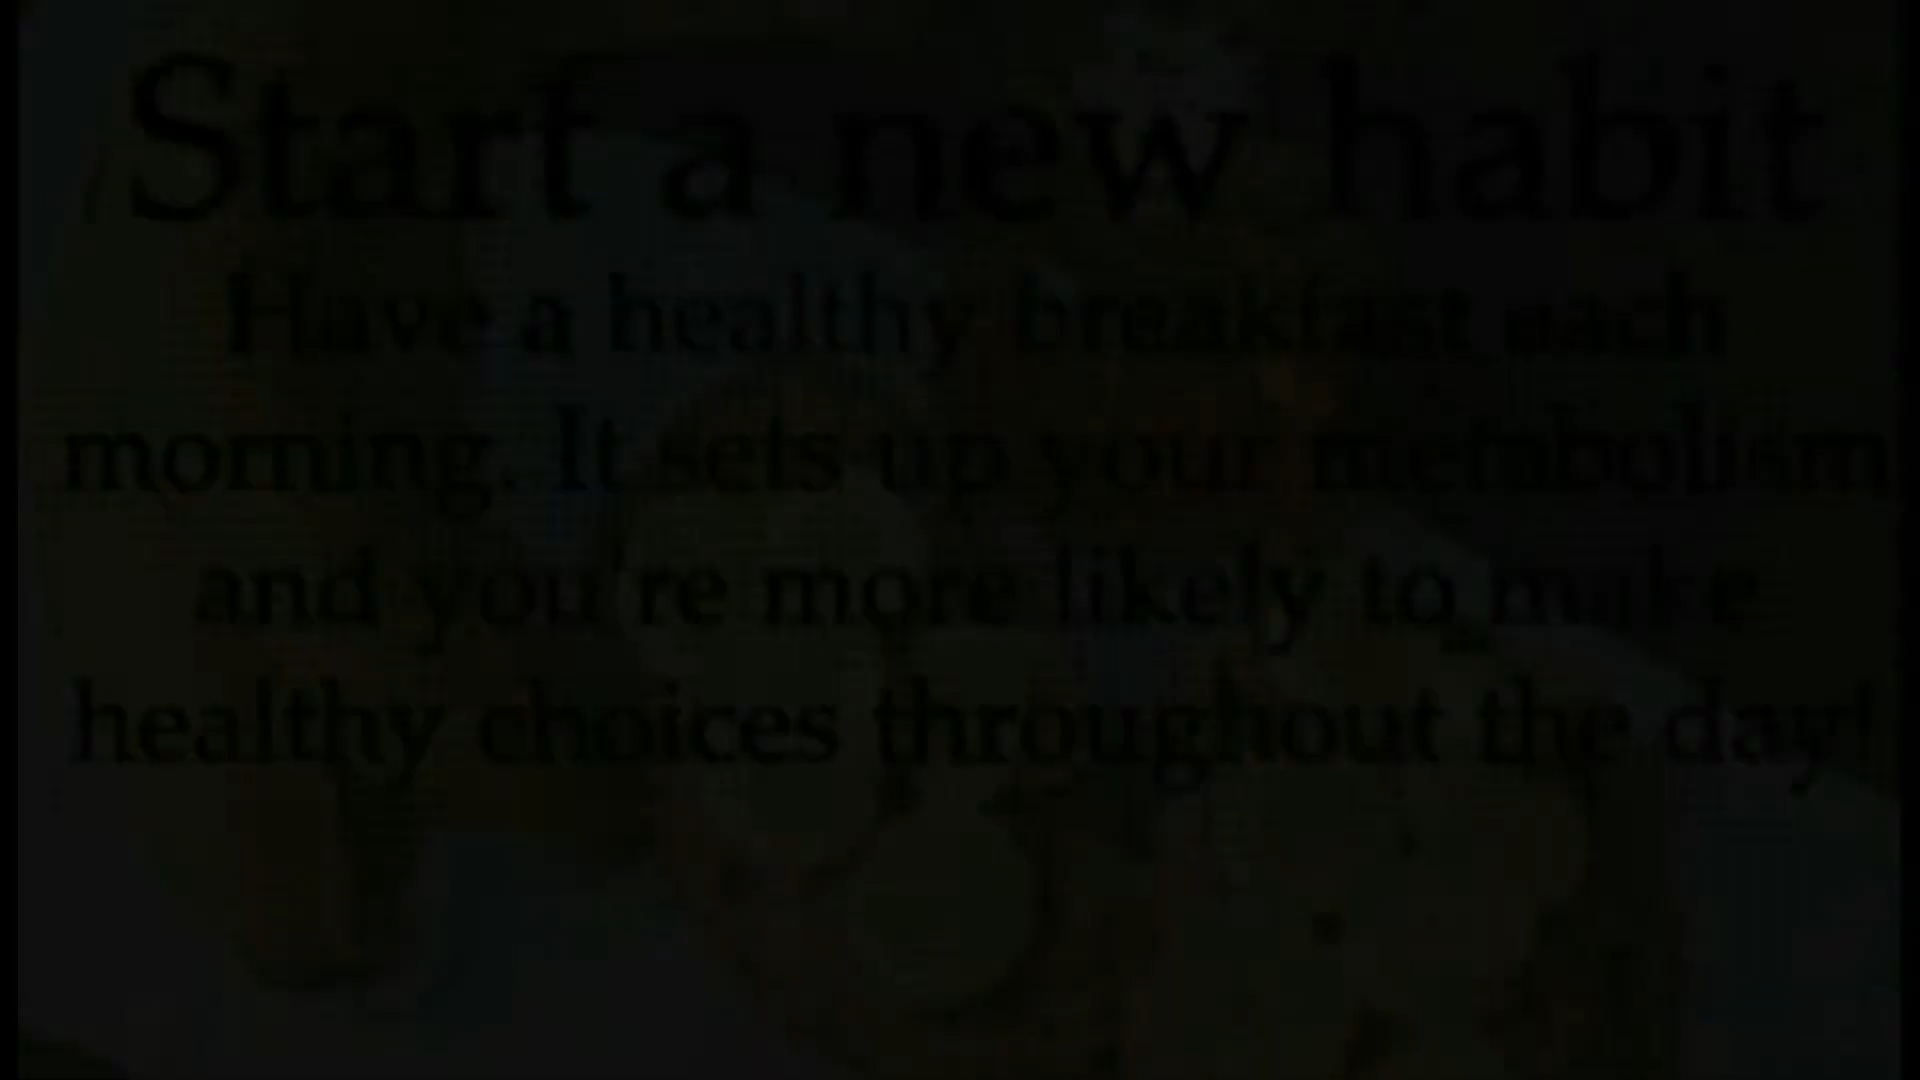 Start a new habit
Have a healthy breakfast each
morning. It sets up your metabolism
and you're more likely to make
healthy choices throughout the day!